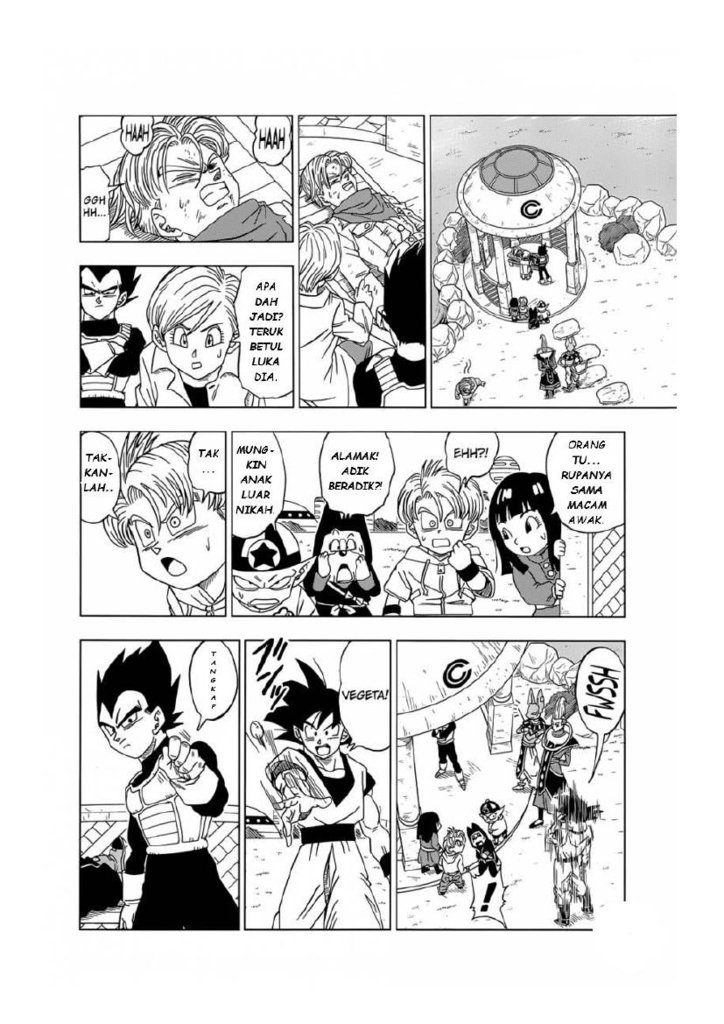 HAAH
HAAH
GGH
HH...
APA
DAH
JADI?
TERUK
BETUL
LUKA
DIA.
ORANG
TU...
RUPANYA
SAMA
MACAM
AWAK.
EHH?!
ALAMAK!
ADIK
BERADIK?!
MUNG-
KIN
ANAK
LUAR
NIKAH.
TAK
...
TAK-
KAN-
LAH..
FWSSH
!
VEGETA!
TANGKAP